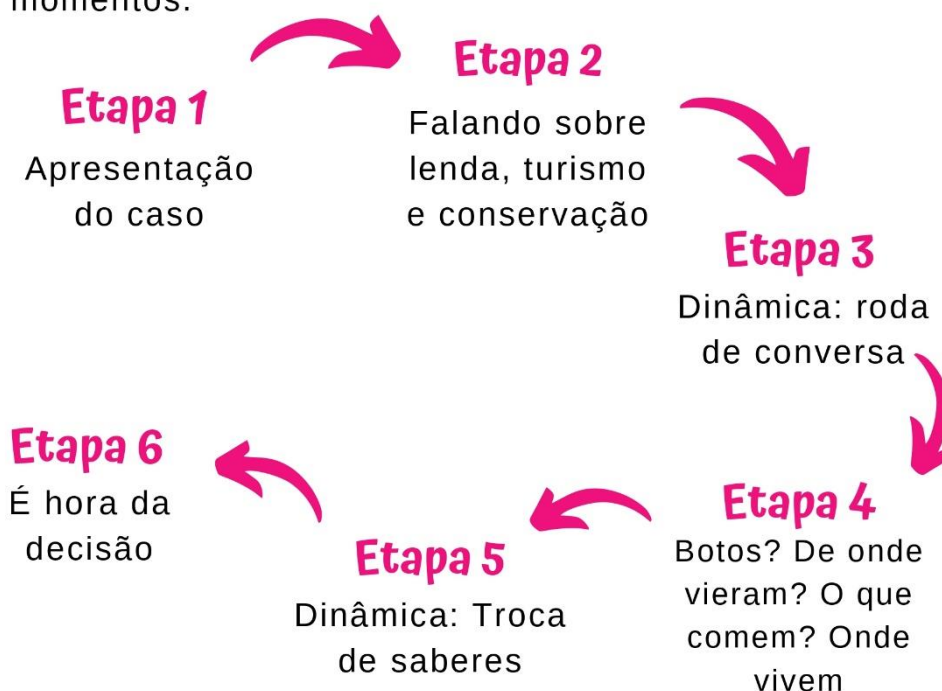 momentos:
Etapa 1
Apresentação
do caso
Etapa 2
Falando sobre
lenda, turismo
e conservação
Etapa 3
Dinâmica: roda
de conversa
Etapa 4
Botos? De onde
vieram? O que
comem? Onde
vivem
Etapa 5
Dinâmica: Troca
de saberes
Etapa 6
É hora da
decisão